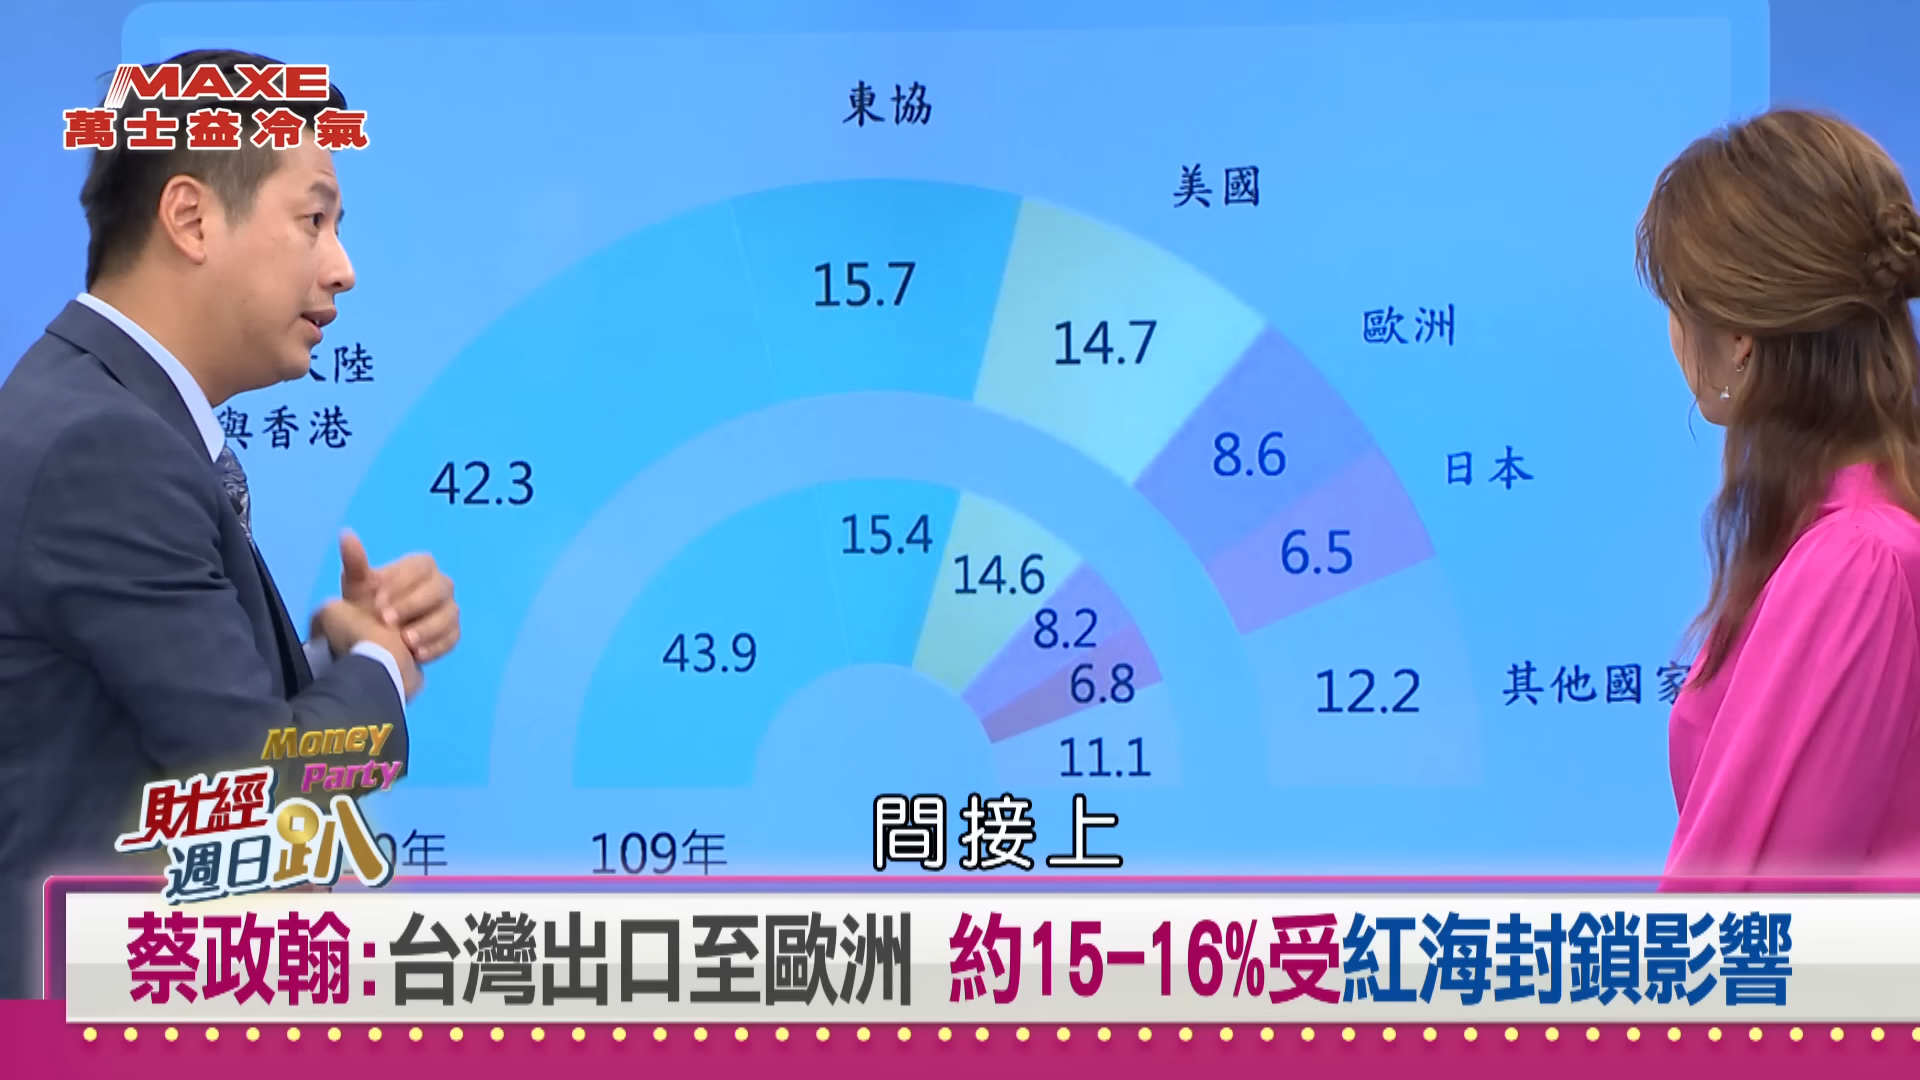 MAXE
萬士益冷氣
東協
美國
歐洲
日本
其他國家
大陸
與香港
15.7
14.7
8.6
6.5
12.2
42.3
15.4
14.6
8.2
6.8
11.1
43.9
0年
109年
Money
Party
財經
週日趴
間接上
蔡政翰:台灣出口至歐洲 約15-16%受紅海封鎖影響